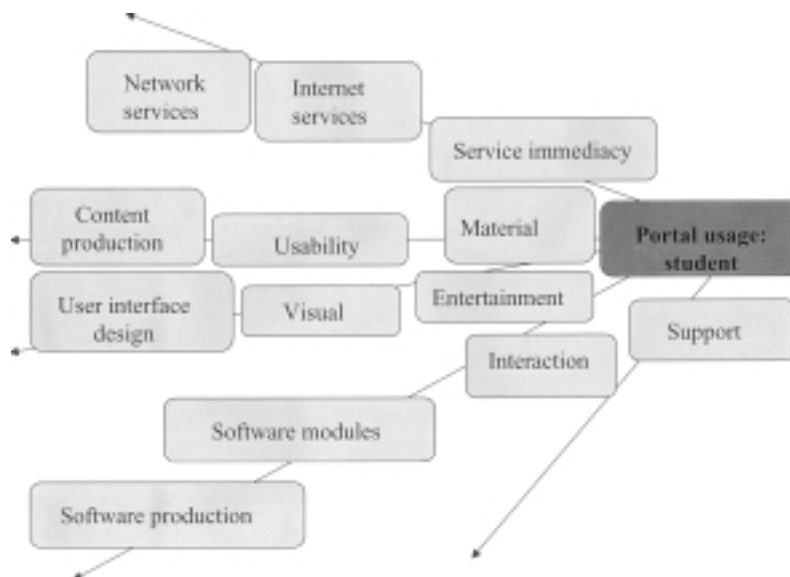 Network
services
Internet
services
Service immediacy
Content
production
Usability
Material
Portal usage:
student
User interface
design
Visual
Entertainment
Support
Interaction
Software modules
Software production